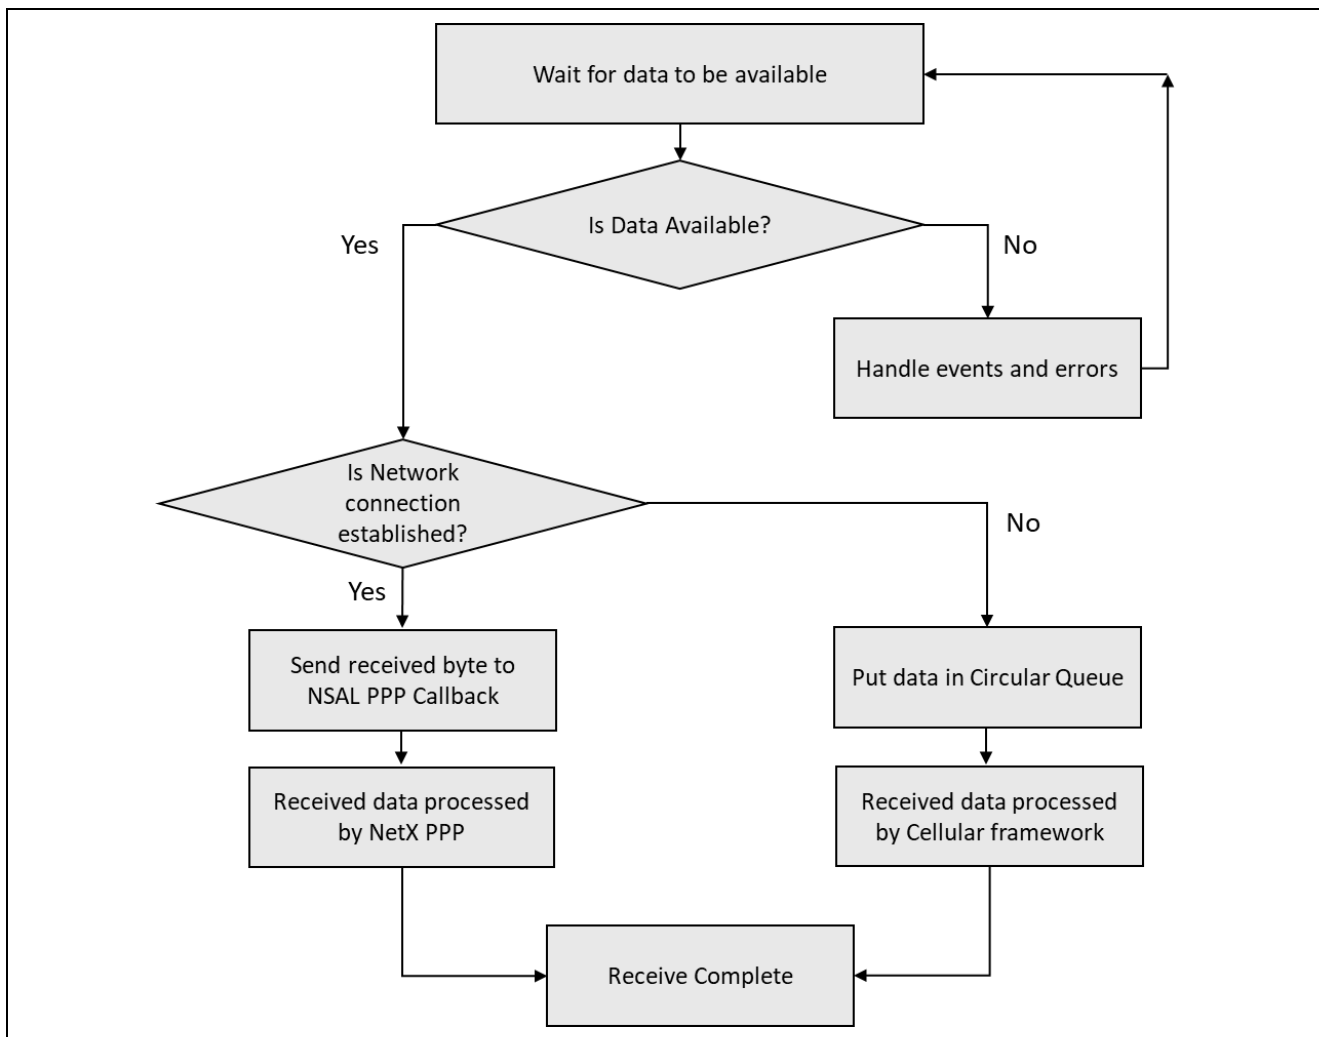 Wait for data to be available
Is Data Available?
Yes
No
Handle events and errors
Is Network
connection
established?
No
Yes
Send received byte to
NSAL PPP Callback
Put data in Circular Queue
Received data processed
by NetX PPP
Received data processed
by Cellular framework
Receive Complete